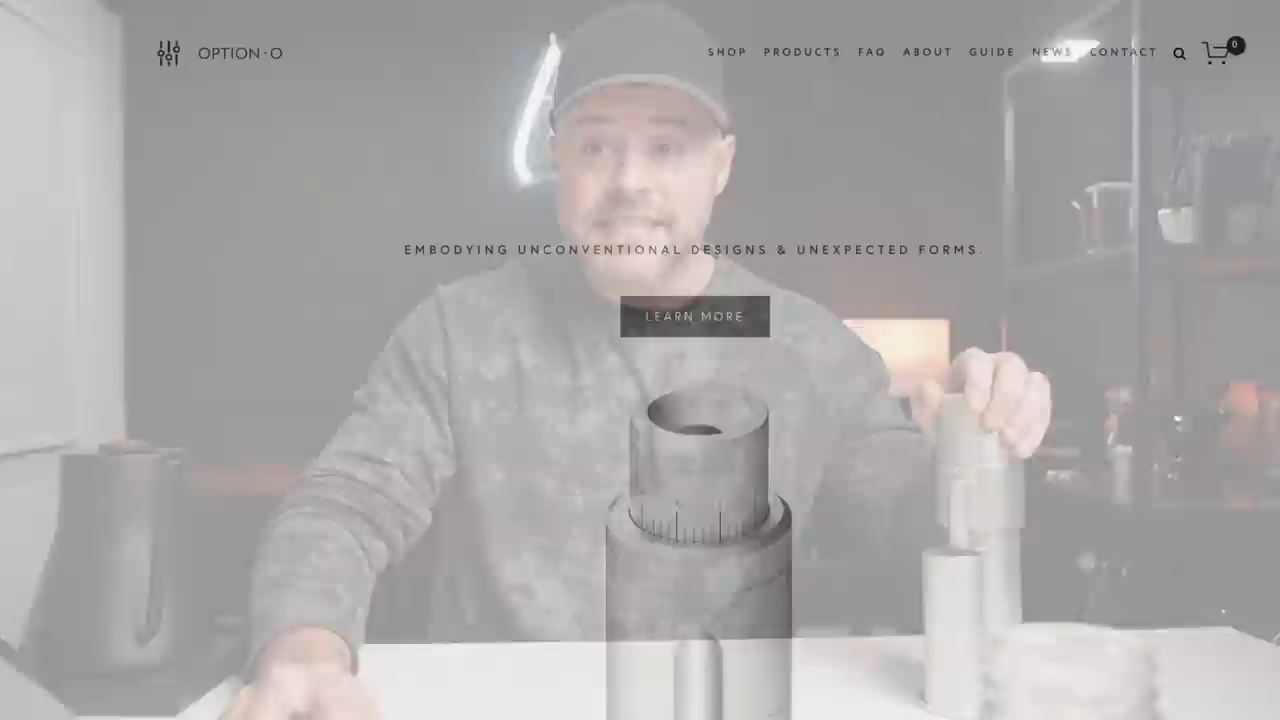 OPTION-O
SHOP PRODUCTS FAQ ABOUT GUIDE NEWS CONTACT
0
EMBODYING UNCONVENTIONAL DESIGNS & UNEXPECTED FORMS.
LEARN MORE